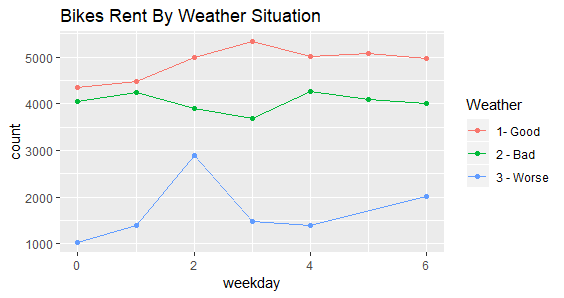 Bikes Rent By Weather Situation
5000
4000
3000
2000
1000
count
0
2
4
6
weekday
Weather
1- Good
2 - Bad
3 - Worse